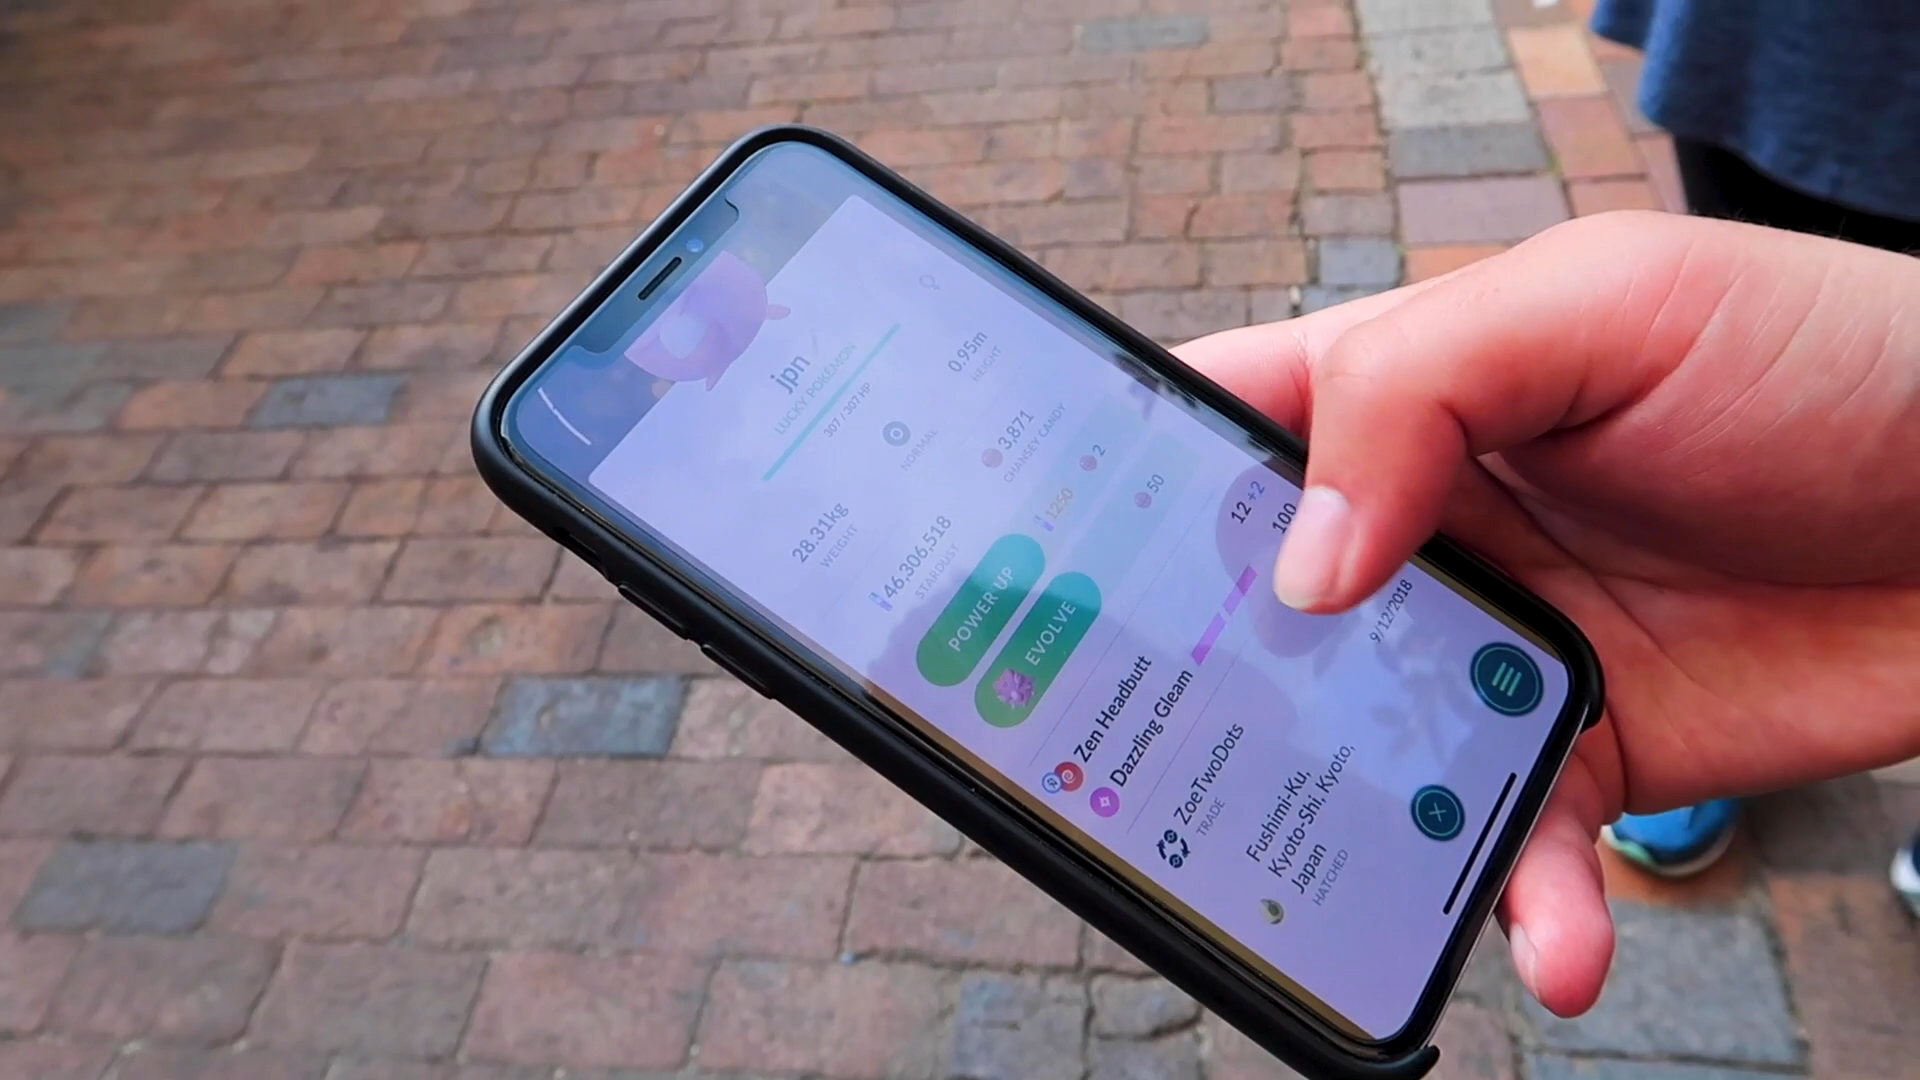 jpn
LUCKY POKÉMON
307 / 307 HP
28.31kg
WEIGHT
NORMAL
0.95m
HEIGHT
46,306,518
STARDUST
3,871
CHANSEY CANDY
POWER UP
1250
2
EVOLVE
50
Zen Headbutt
12 +2
Dazzling Gleam
100
ZoeTwoDots
TRADE
Fushimi-Ku,
Kyoto-Shi, Kyoto,
Japan
HATCHED
9/12/2018